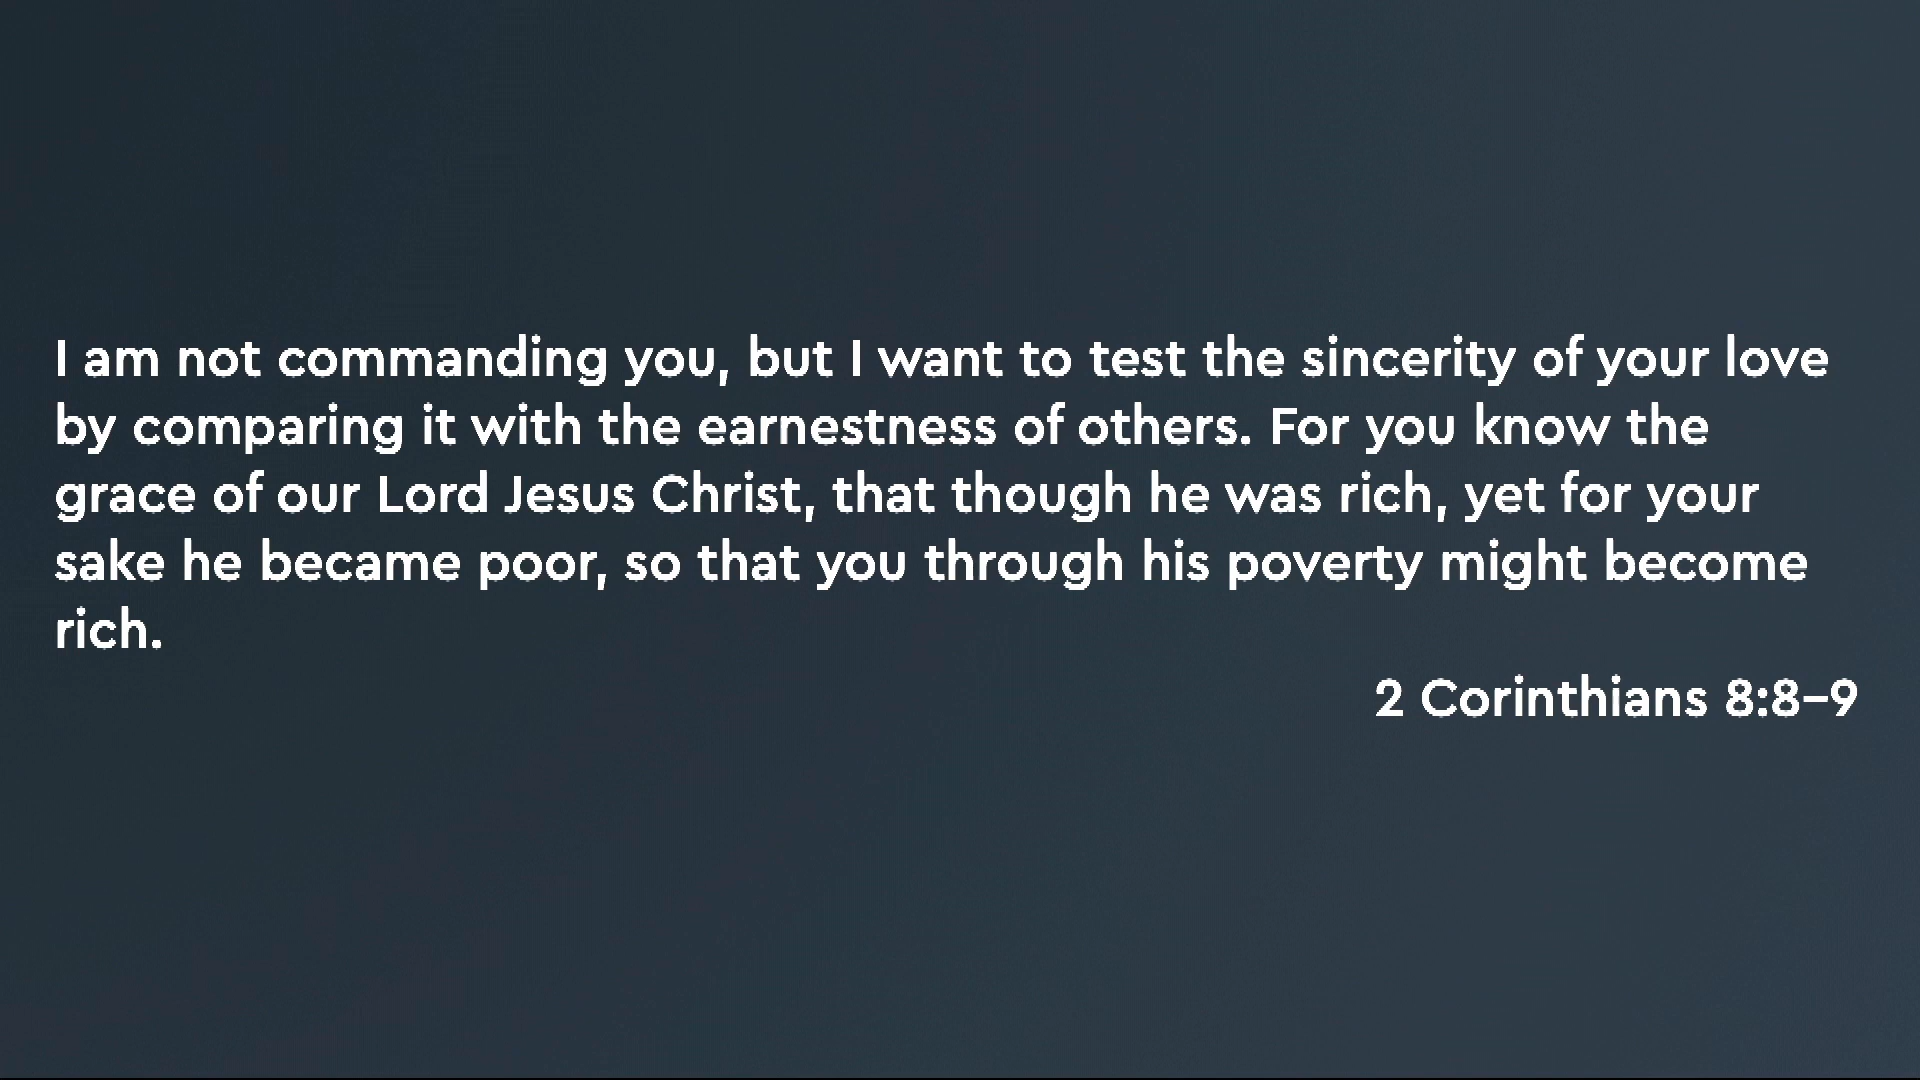 I am not commanding you, but I want to test the sincerity of your love
by comparing it with the earnestness of others. For you know the
grace of our Lord Jesus Christ, that though he was rich, yet for your
sake he became poor, so that you through his poverty might become
rich.
2 Corinthians 8:8–9